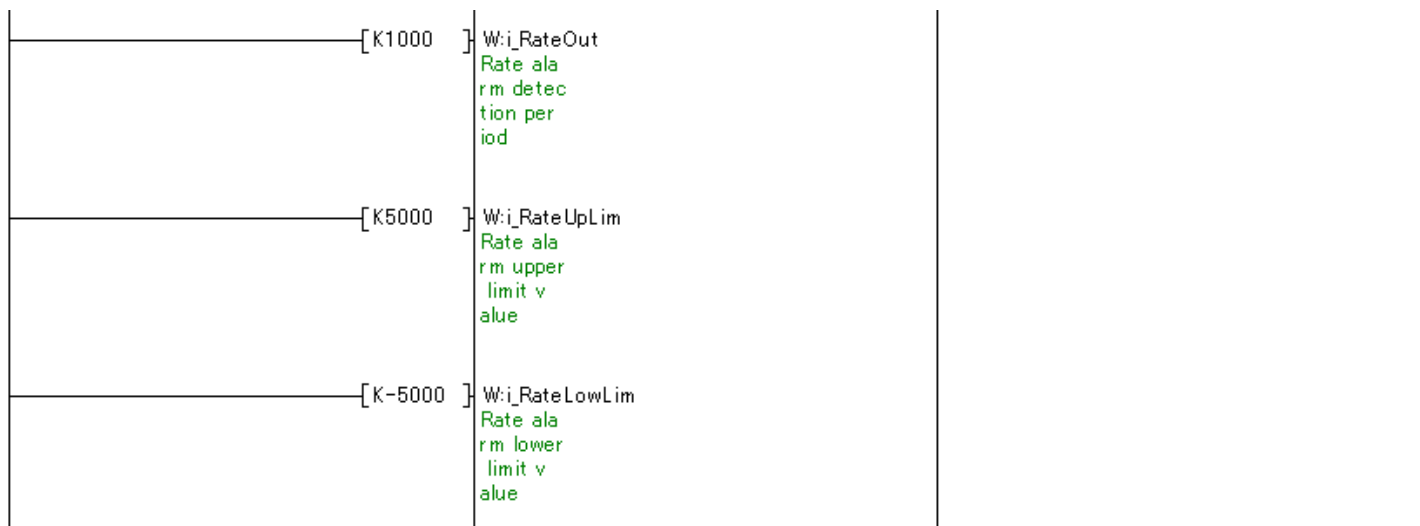 [K1000 ] W:i_RateOut
Rate ala
rm detec
tion per
iod
[K5000 ] W:i_RateUpLim
Rate ala
rm upper
limit v
alue
[K-5000 ] W:i_RateLowLim
Rate ala
rm lower
limit v
alue